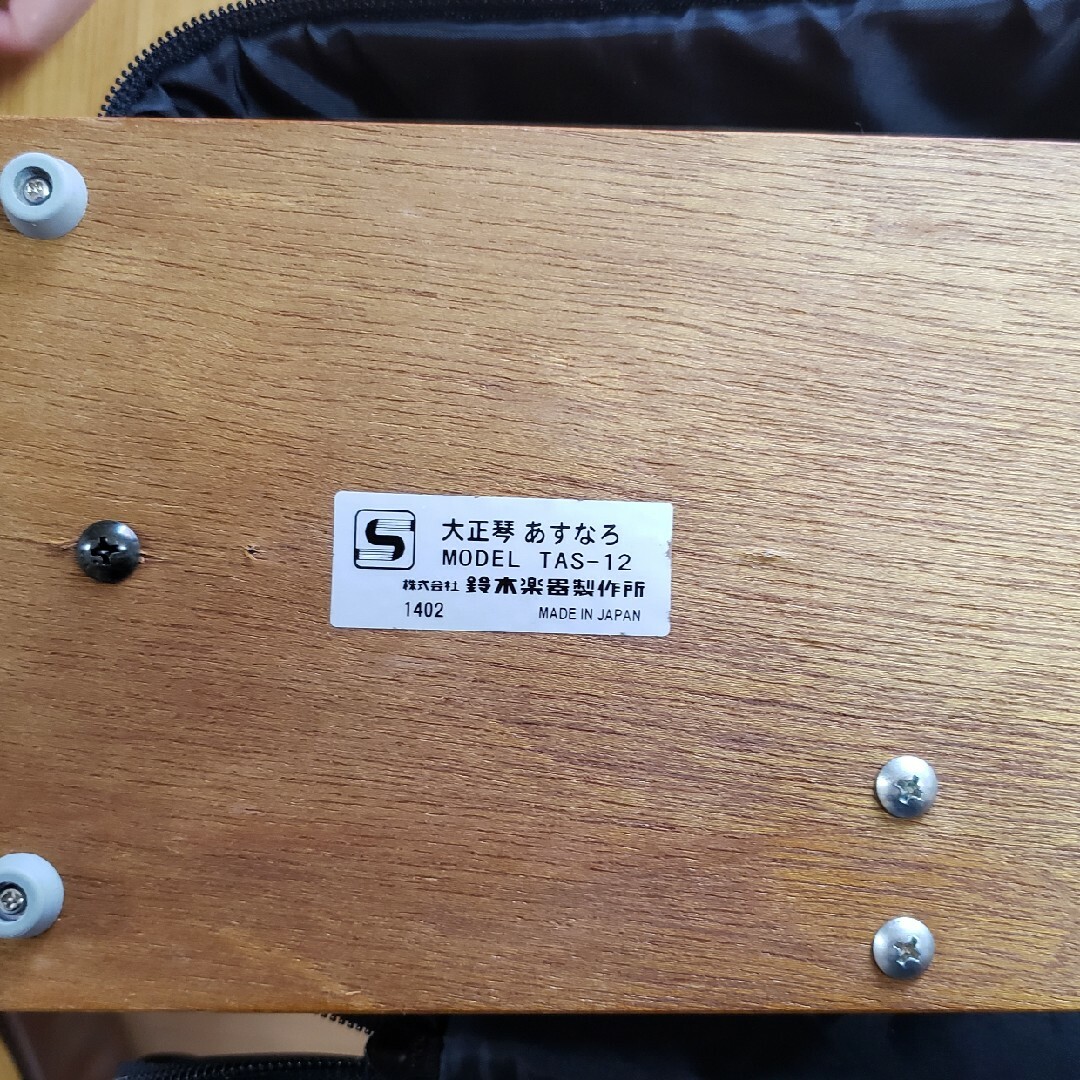 S
大正琴 あすなろ
MODEL TAS-12
株式会社 鈴木楽器製作所
1402 MADE IN JAPAN